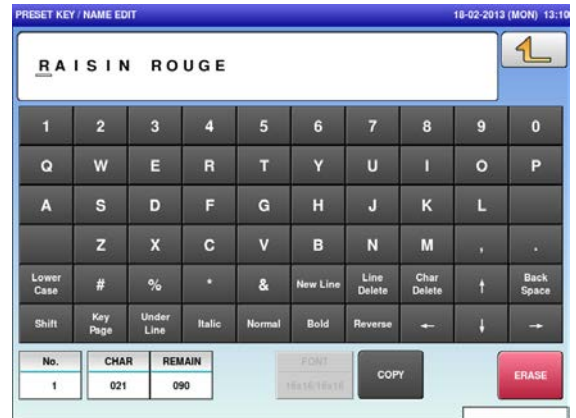 PRESET KEY / NAME EDIT 18-02-2013 (MON) 13:10
RAISIN ROUGE
1 2 3 4 5 6 7 8 9 0
Q W E R T Y U I O P
A S D F G H J K L
Z X C V B N M , .
Lower Case # % * & New Line Line Delete Char Delete ↑ Back Space
Shift Key Page Under Line Italic Normal Bold Reverse ← ↓ →
No. CHAR REMAIN FONT COPY ERASE
1 021 090 16x16/16x16